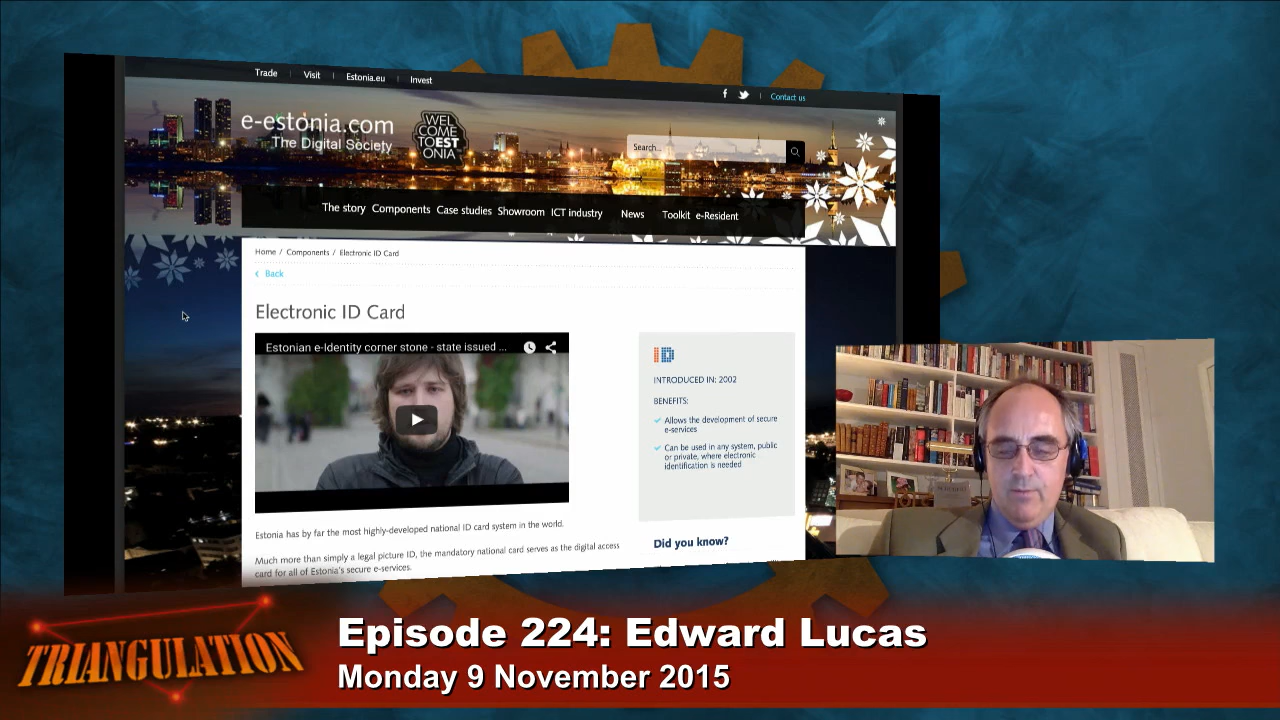 Trade | Visit | Estonia.eu | Invest
f | Contact us
e-estonia.com
The Digital Society
WEL
COME
TOEST
ONIA
Search...
The story Components Case studies Showroom ICT industry News Toolkit e-Resident
Home / Components / Electronic ID Card
‹ Back
Electronic ID Card
Estonian e-Identity corner stone - state issued ...
ID
INTRODUCED IN: 2002
BENEFITS:
Allows the development of secure
e-services
Can be used in any system, public
or private, where electronic
identification is needed
Estonia has by far the most highly-developed national ID card system in the world.
Much more than simply a legal picture ID, the mandatory national card serves as the digital access
card for all of Estonia's secure e-services.
Did you know?
TRIANGULATION
Episode 224: Edward Lucas
Monday 9 November 2015